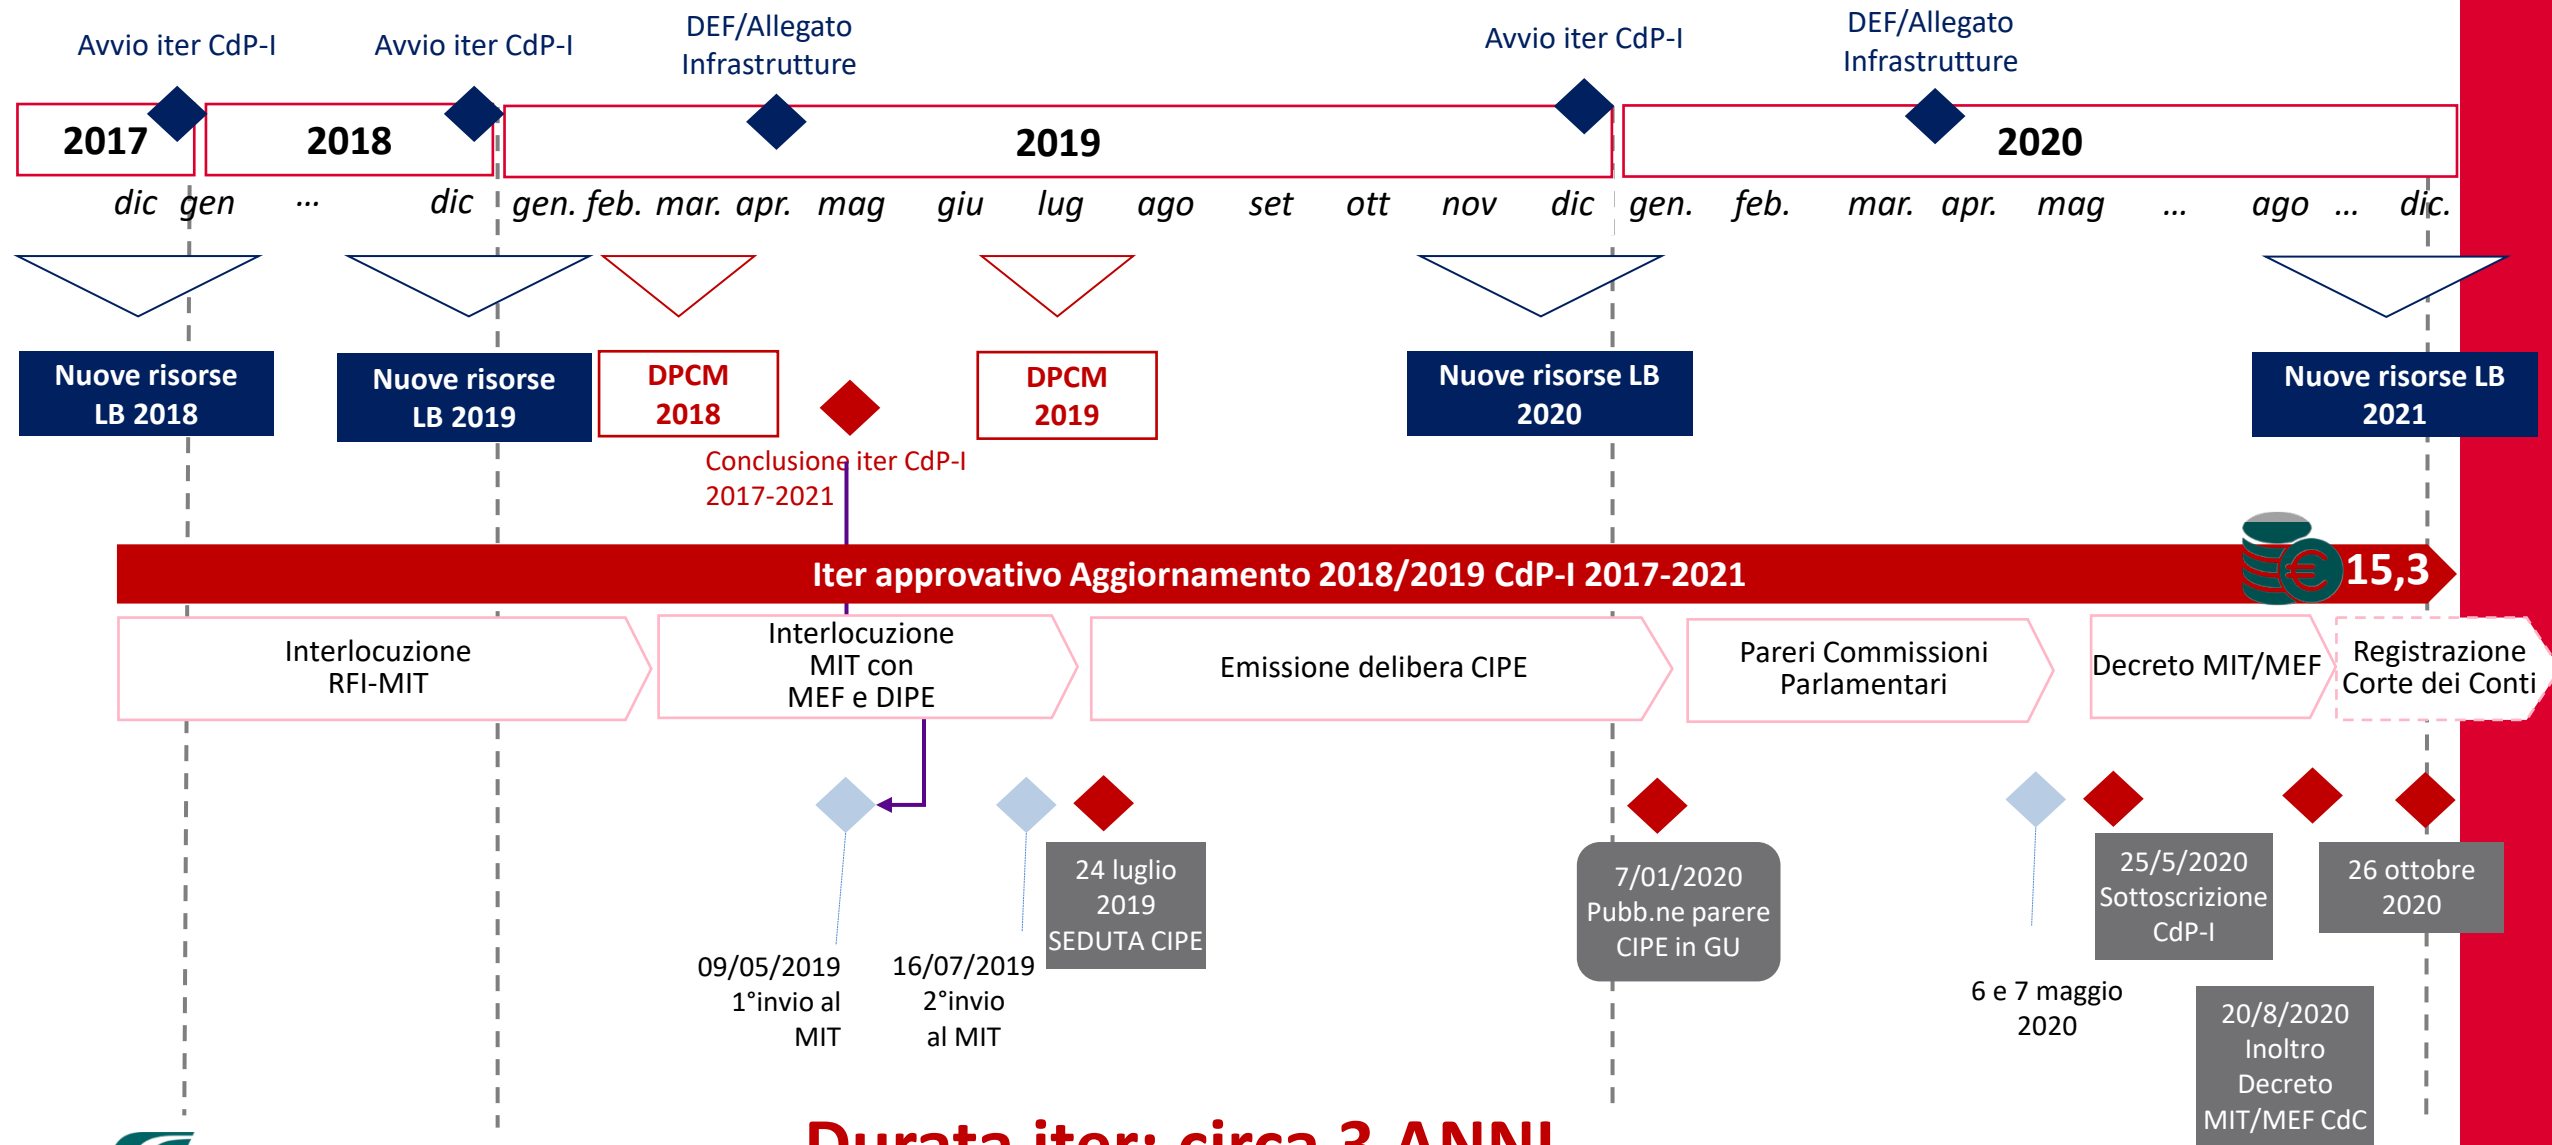 Avvio iter CdP-I
Avvio iter CdP-I
DEF/Allegato
Infrastrutture
Avvio iter CdP-I
DEF/Allegato
Infrastrutture
2017
2018
2019
2020
dic gen ... dic gen. feb. mar. apr. mag giu lug ago set ott nov dic gen. feb. mar. apr. mag ... ago ... dic.
Nuove risorse
LB 2018
Nuove risorse
LB 2019
DPCM
2018
DPCM
2019
Nuove risorse LB
2020
Nuove risorse LB
2021
Conclusione iter CdP-I
2017-2021
Iter approvativo Aggiornamento 2018/2019 CdP-I 2017-2021
€
15,3
Interlocuzione
RFI-MIT
Interlocuzione
MIT con
MEF e DIPE
Emissione delibera CIPE
Pareri Commissioni
Parlamentari
Decreto MIT/MEF
Registrazione
Corte dei Conti
09/05/2019
1°invio al
MIT
16/07/2019
2°invio
al MIT
24 luglio
2019
SEDUTA CIPE
7/01/2020
Pubb.ne parere
CIPE in GU
6 e 7 maggio
2020
25/5/2020
Sottoscrizione
CdP-I
20/8/2020
Inoltro
Decreto
MIT/MEF CdC
26 ottobre
2020
Durata iter: circa 3 ANNI